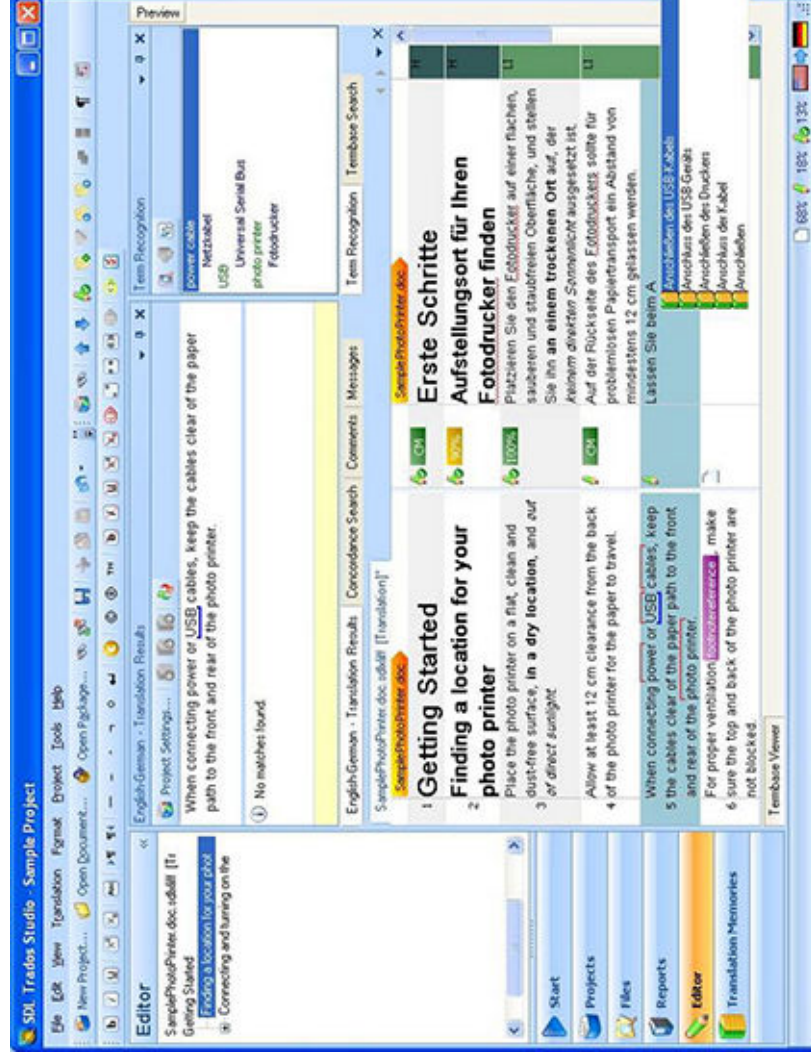 SDL Trados Studio - Sample Project
File Edit View Translation Format Project Tools Help
New Project... Open Document... Open Package...
Editor
SamplePhotoPrinter.doc.sdlxliff [Tr
Getting Started
Finding a location for your phot
Connecting and turning on the
Start
Projects
Files
Reports
Editor
Translation Memories
English-German - Translation Results
Project Settings...
When connecting power or USB cables, keep the cables clear of the paper
path to the front and rear of the photo printer.
No matches found.
English-German - Translation Results Concordance Search Comments Messages
Term Recognition
power cable
Netzkabel
USB
Universal Serial Bus
photo printer
Fotodrucker
Term Recognition Termbase Search
Preview
SamplePhotoPrinter.doc.sdlxliff [Translation]*
SamplePhotoPrinter.doc
SamplePhotoPrinter.doc
1 Getting Started
CM
Erste Schritte
H
2 Finding a location for your
photo printer
90%
Aufstellungsort für Ihren
Fotodrucker finden
H
3 Place the photo printer on a flat, clean and
dust-free surface, in a dry location, and out
of direct sunlight
100%
Platzieren Sie den Fotodrucker auf einer flachen,
sauberen und staubfreien Oberfläche, und stellen
Sie ihn an einem trockenen Ort auf, der
keinem direkten Sonnenlicht ausgesetzt ist.
LI
4 Allow at least 12 cm clearance from the back
of the photo printer for the paper to travel.
CM
Auf der Rückseite des Fotodruckers sollte für
problemlosen Papiertransport ein Abstand von
mindestens 12 cm gelassen werden.
LI
5 When connecting power or USB cables, keep
the cables clear of the paper path to the front
and rear of the photo printer.
Lassen Sie beim A
Anschließen des USB-Kabels
Anschluss des USB-Geräts
Anschließen des Druckers
Anschluss der Kabel
Anschließen
6 For proper ventilation footnotereference , make
sure the top and back of the photo printer are
not blocked.
Termbase Viewer
68% 18% 13%